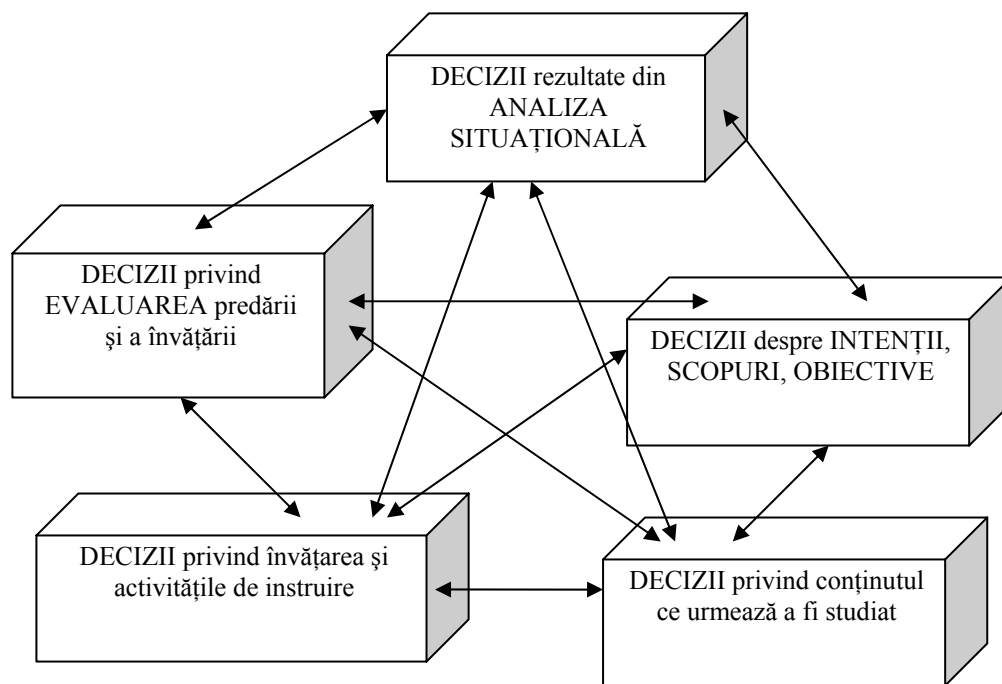 DECIZII rezultate din
ANALIZA
SITUAȚIONALĂ
DECIZII privind
EVALUAREA predării
şi a învățării
DECIZII despre INTENȚII,
SCOPURI, OBIECTIVE
DECIZII privind învățarea şi
activitățile de instruire
DECIZII privind conținutul
ce urmează a fi studiat